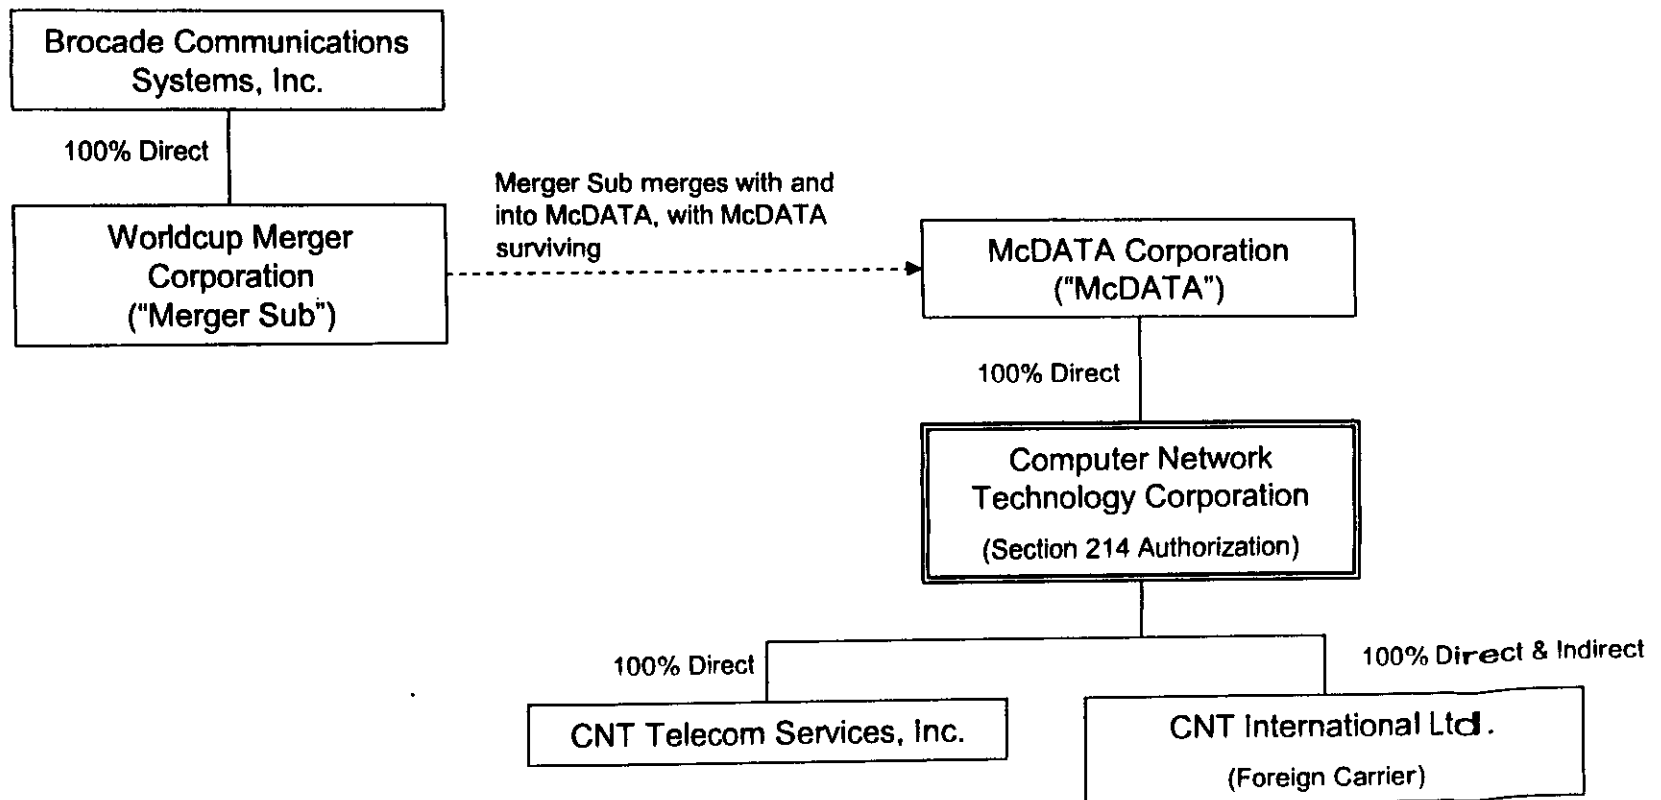 Brocade Communications
Systems, Inc.
100% Direct
Worldcup Merger
Corporation
("Merger Sub")
Merger Sub merges with and
into McDATA, with McDATA
surviving
McDATA Corporation
("McDATA")
100% Direct
Computer Network
Technology Corporation
(Section 214 Authorization)
100% Direct
100% Direct & Indirect
CNT Telecom Services, Inc.
CNT International Ltd.
(Foreign Carrier)